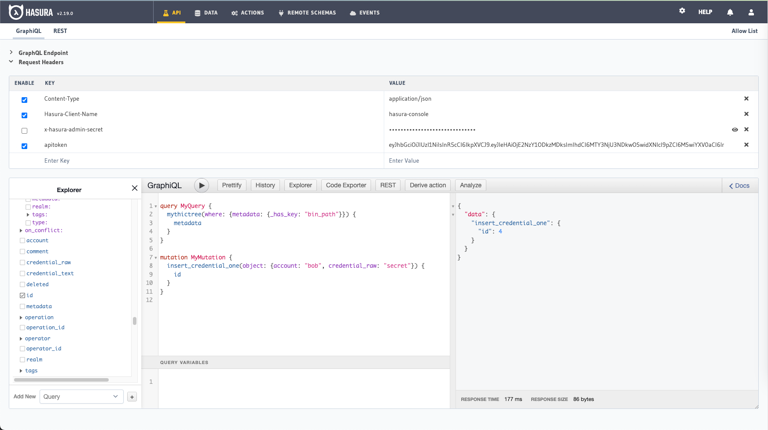 HASURA v2.19.0
API
DATA
ACTIONS
REMOTE SCHEMAS
EVENTS
HELP
GraphiQL
REST
Allow List
GraphQL Endpoint
Request Headers
ENABLE KEY VALUE
Content-Type application/json
Hasura-Client-Name hasura-console
x-hasura-admin-secret ••••••••••••••••••••••••••••••
apitoken
Enter Key Enter Value
Explorer
GraphiQL
Prettify
History
Explorer
Code Exporter
REST
Derive action
Analyze
Docs
realm:
tags:
type:
on_conflict:
account
comment
credential_raw
credential_text
deleted
id
metadata
operation
operation_id
operator
operator_id
realm
tags
Add New Query +
1 query MyQuery {
2 mythictree(where: {metadata: {_has_key: "bin_path"}}) {
3 metadata
4 }
5 }
6
7 mutation MyMutation {
8 insert_credential_one(object: {account: "bob", credential_raw: "secret"}) {
9 id
10 }
11 }
12
QUERY VARIABLES
1
{
"data": {
"insert_credential_one": {
"id": 4
}
}
}
RESPONSE TIME 177 ms RESPONSE SIZE 86 bytes